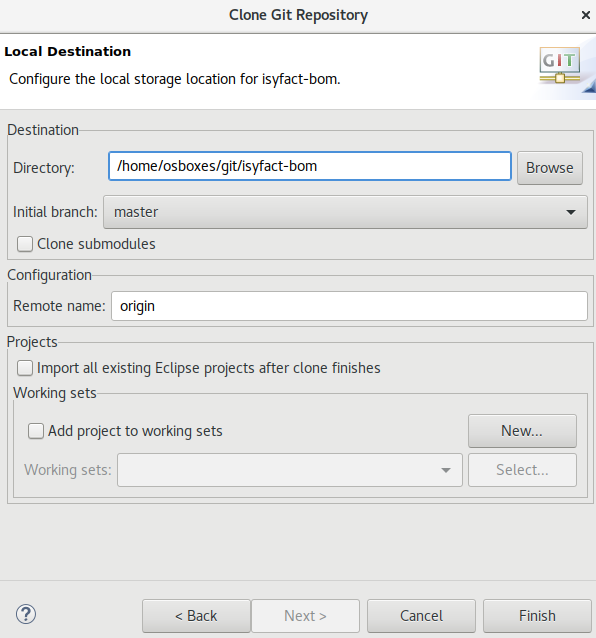 Clone Git Repository ×
Local Destination
Configure the local storage location for isyfact-bom.
GIT
Destination
Directory: /home/osboxes/git/isyfact-bom Browse
Initial branch: master
Clone submodules
Configuration
Remote name: origin
Projects
Import all existing Eclipse projects after clone finishes
Working sets
Add project to working sets New...
Working sets: Select...
? < Back Next > Cancel Finish